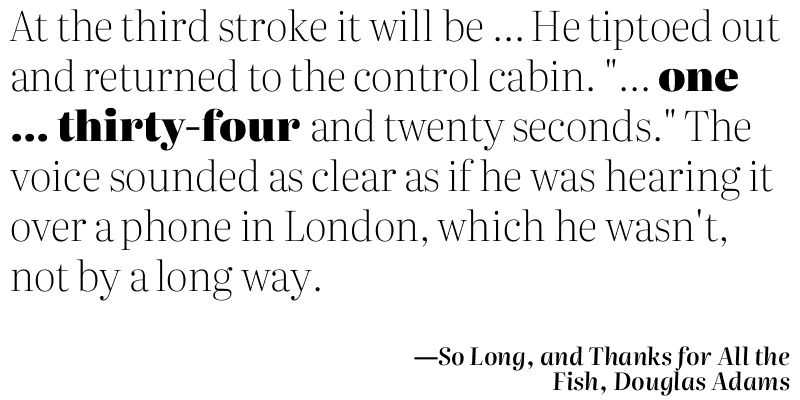 At the third stroke it will be ... He tiptoed out
and returned to the control cabin. "... one
... thirty-four and twenty seconds." The
voice sounded as clear as if he was hearing it
over a phone in London, which he wasn't,
not by a long way.
—So Long, and Thanks for All the
Fish, Douglas Adams